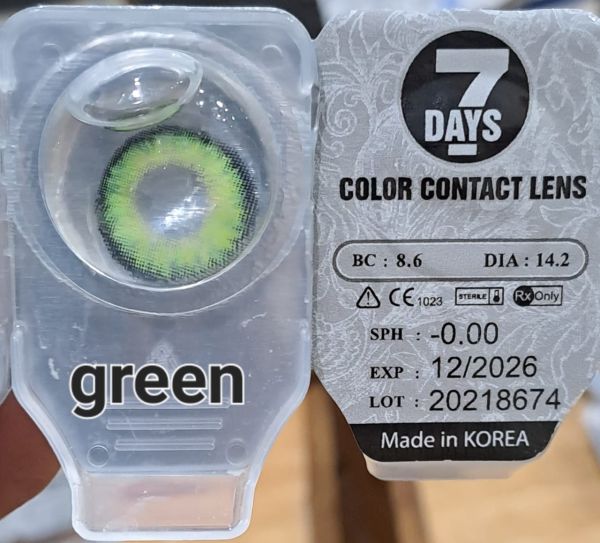 green
7
DAYS
COLOR CONTACT LENS
BC : 8.6 DIA : 14.2
CE 1023 STERILE Rx Only
SPH : -0.00
EXP : 12/2026
LOT : 20218674
Made in KOREA